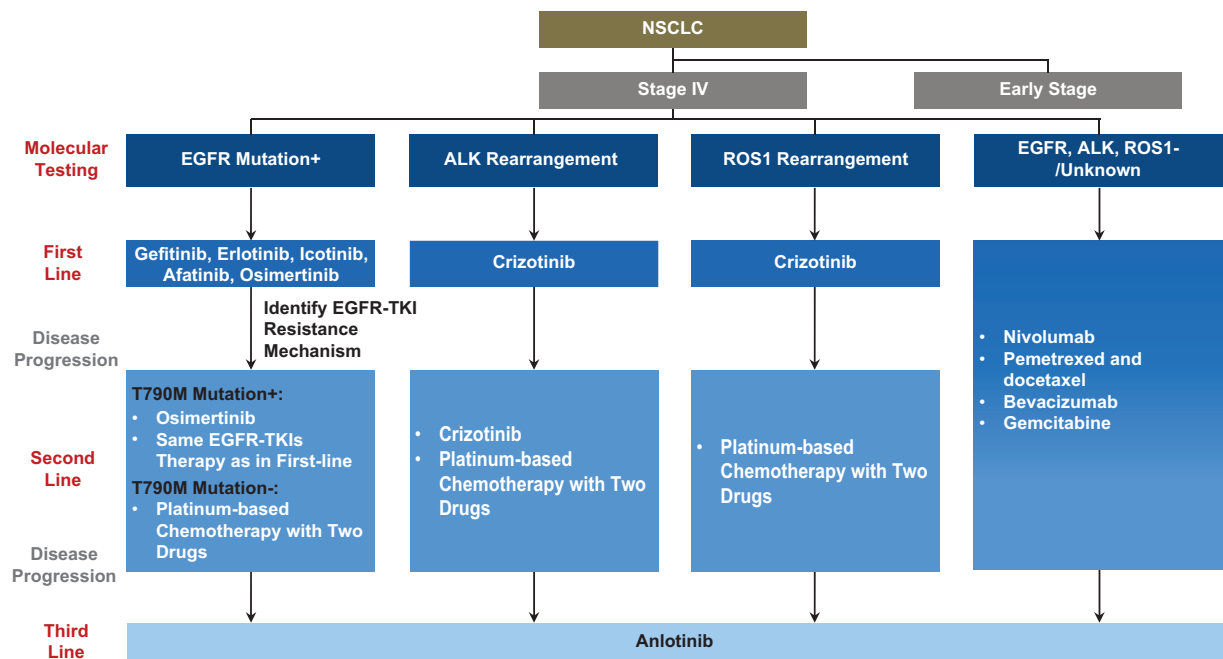 NSCLC
Stage IV
Early Stage
Molecular
Testing
EGFR Mutation+
ALK Rearrangement
ROS1 Rearrangement
EGFR, ALK, ROS1-
/Unknown
First
Line
Gefitinib, Erlotinib, Icotinib,
Afatinib, Osimertinib
Crizotinib
Crizotinib
Identify EGFR-TKI
Resistance
Mechanism
Disease
Progression
• Nivolumab
• Pemetrexed and
docetaxel
• Bevacizumab
• Gemcitabine
Second
Line
T790M Mutation+:
• Osimertinib
• Same EGFR-TKIs
Therapy as in First-line
T790M Mutation-:
• Platinum-based
Chemotherapy with Two
Drugs
• Crizotinib
• Platinum-based
Chemotherapy with Two
Drugs
• Platinum-based
Chemotherapy with Two
Drugs
Disease
Progression
Third
Line
Anlotinib